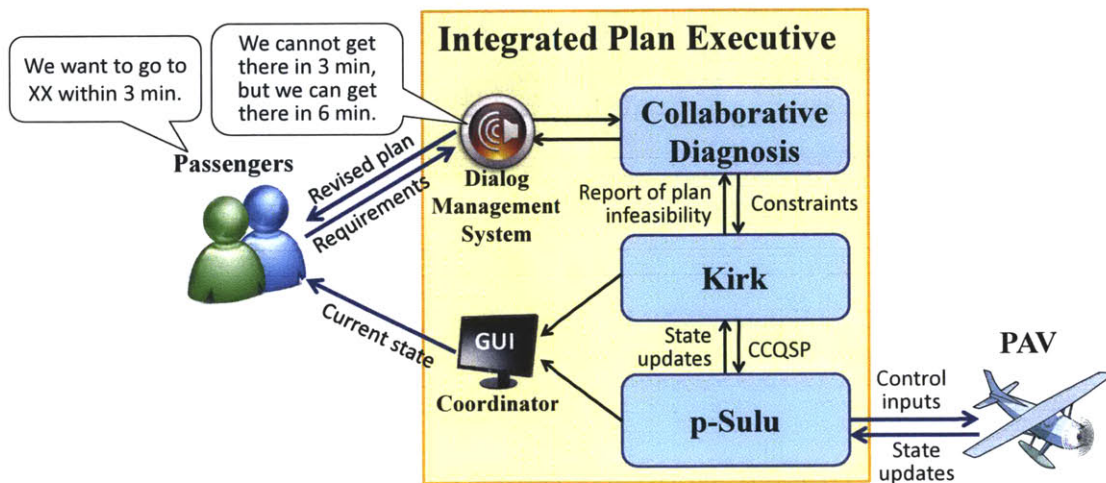 Integrated Plan Executive
We want to go to
XX within 3 min.
We cannot get
there in 3 min,
but we can get
there in 6 min.
Passengers
Revised plan
Requirements
Dialog
Management
System
Collaborative
Diagnosis
Report of plan
infeasibility
Constraints
Kirk
Current state
GUI
Coordinator
State
updates
CCQSP
p-Sulu
PAV
Control
inputs
State
updates